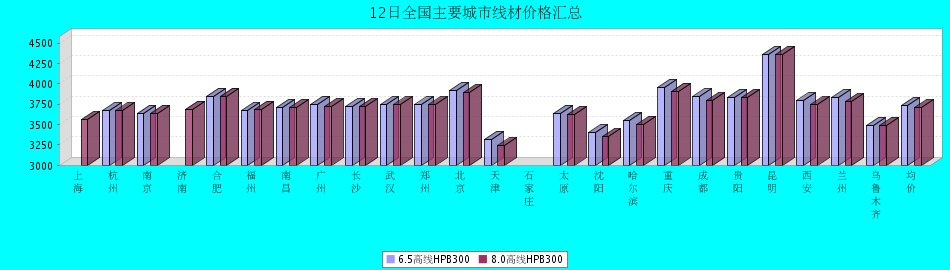 12日全国主要城市线材价格汇总
4500
4250
4000
3750
3500
3250
3000
上海 杭州 南京 济南 合肥 福州 南昌 广州 长沙 武汉 郑州 北京 天津 石家庄 太原 沈阳 哈尔滨 重庆 成都 贵阳 昆明 西安 兰州 乌鲁木齐 均价
6.5高线HPB300 8.0高线HPB300